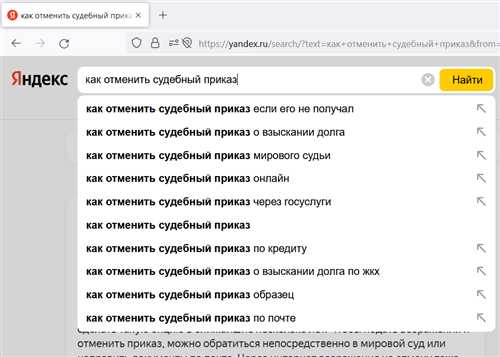 как отменить судебный прика
https://yandex.ru/search/?text=как+отменить+судебный+приказ&from=
Яндекс
как отменить судебный приказ
Найти
как отменить судебный приказ если его не получал
как отменить судебный приказ о взыскании долга
как отменить судебный приказ мирового судьи
как отменить судебный приказ онлайн
как отменить судебный приказ через госуслуги
как отменить судебный приказ
как отменить судебный приказ по кредиту
как отменить судебный приказ о взыскании долга по жкх
как отменить судебный приказ образец
как отменить судебный приказ по почте
отменить приказ, можно обратиться непосредственно в мировой суд или